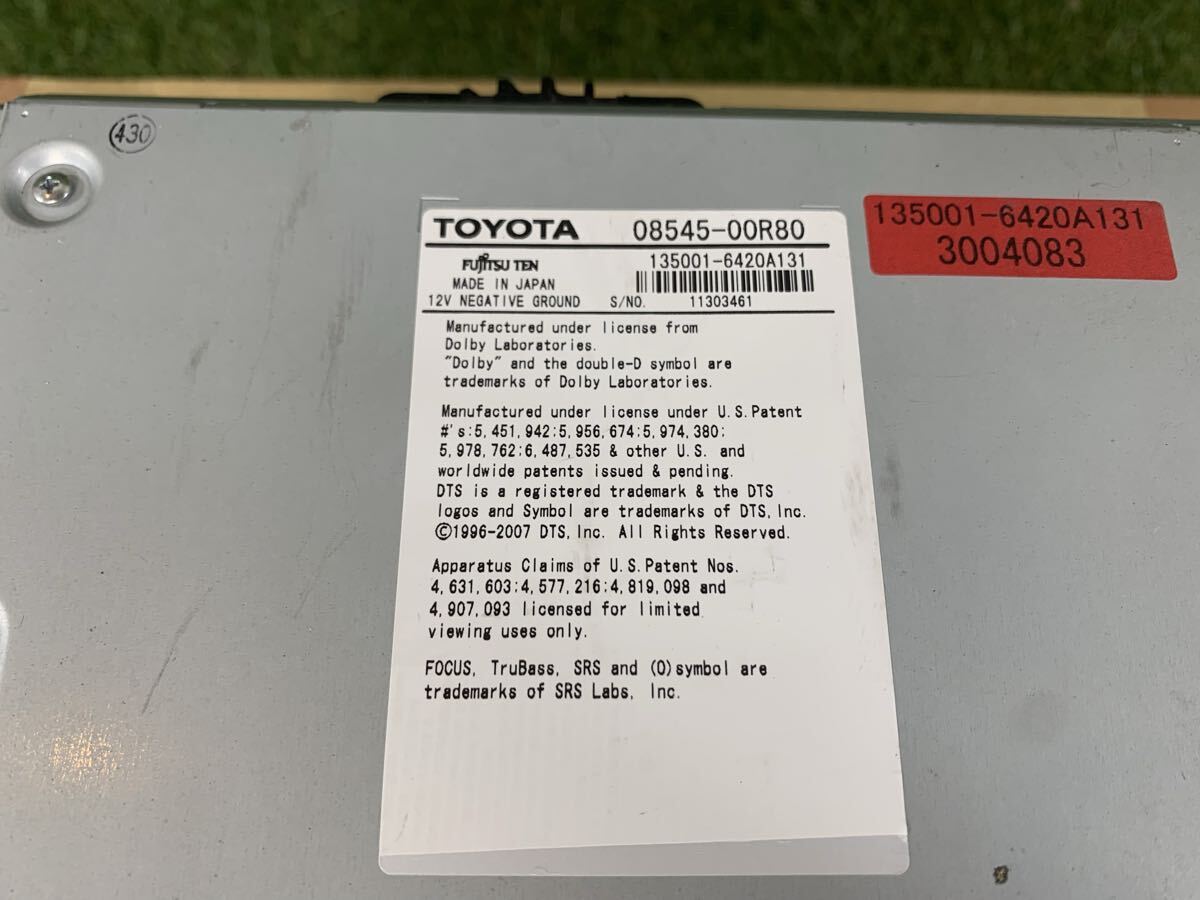 430
TOYOTA 08545-00R80
FUJITSU TEN 135001-6420A131
MADE IN JAPAN
12V NEGATIVE GROUND S/NO. 11303461
Manufactured under license from
Dolby Laboratories.
"Dolby" and the double-D symbol are
trademarks of Dolby Laboratories.
Manufactured under license under U.S.Patent
#'s:5,451,942;5,956,674;5,974,380;
5,978,762;6,487,535 & other U.S. and
worldwide patents issued & pending.
DTS is a registered trademark & the DTS
logos and Symbol are trademarks of DTS,Inc.
©1996-2007 DTS,Inc. All Rights Reserved.
Apparatus Claims of U.S.Patent Nos.
4,631,603;4,577,216;4,819,098 and
4,907,093 licensed for limited
viewing uses only.
FOCUS, TruBass, SRS and (O)symbol are
trademarks of SRS Labs, Inc.
135001-6420A131
3004083